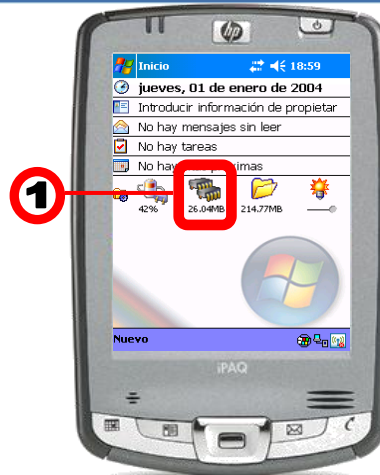 hp
Inicio 18:59
jueves, 01 de enero de 2004
Introducir información de propietar
No hay mensajes sin leer
No hay tareas
No hay ximas
1
42% 26.04MB 214.77MB
Nuevo
iPAQ